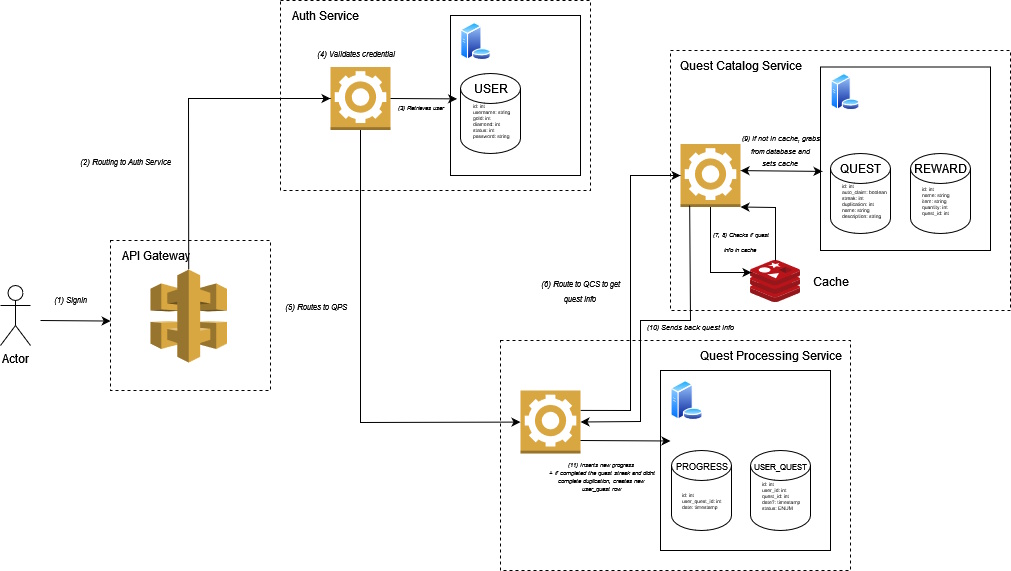 Auth Service
(4) Validates credential
USER
id: int
username: string
gold: int
diamond: int
status: int
password: string
(3) Retrieves user
(2) Routing to Auth Service
API Gateway
(1) Signin
Actor
(5) Routes to QPS
Quest Catalog Service
(9) If not in cache, grabs
from database and
sets cache
QUEST
id: int
auto_claim: boolean
streak: int
duplication: int
name: string
description: string
REWARD
id: int
name: string
item: string
quantity: int
quest_id: int
(7, 8) Checks if quest
info in cache
Cache
(6) Route to QCS to get
quest info
(10) Sends back quest info
Quest Processing Service
(11) Inserts new progress
+ if completed the quest streak and didnt
complete duplication, creates new
user_quest row
PROGRESS
id: int
user_quest_id: int
date: timestamp
USER_QUEST
id: int
user_id: int
quest_id: int
date?: timestamp
status: ENUM